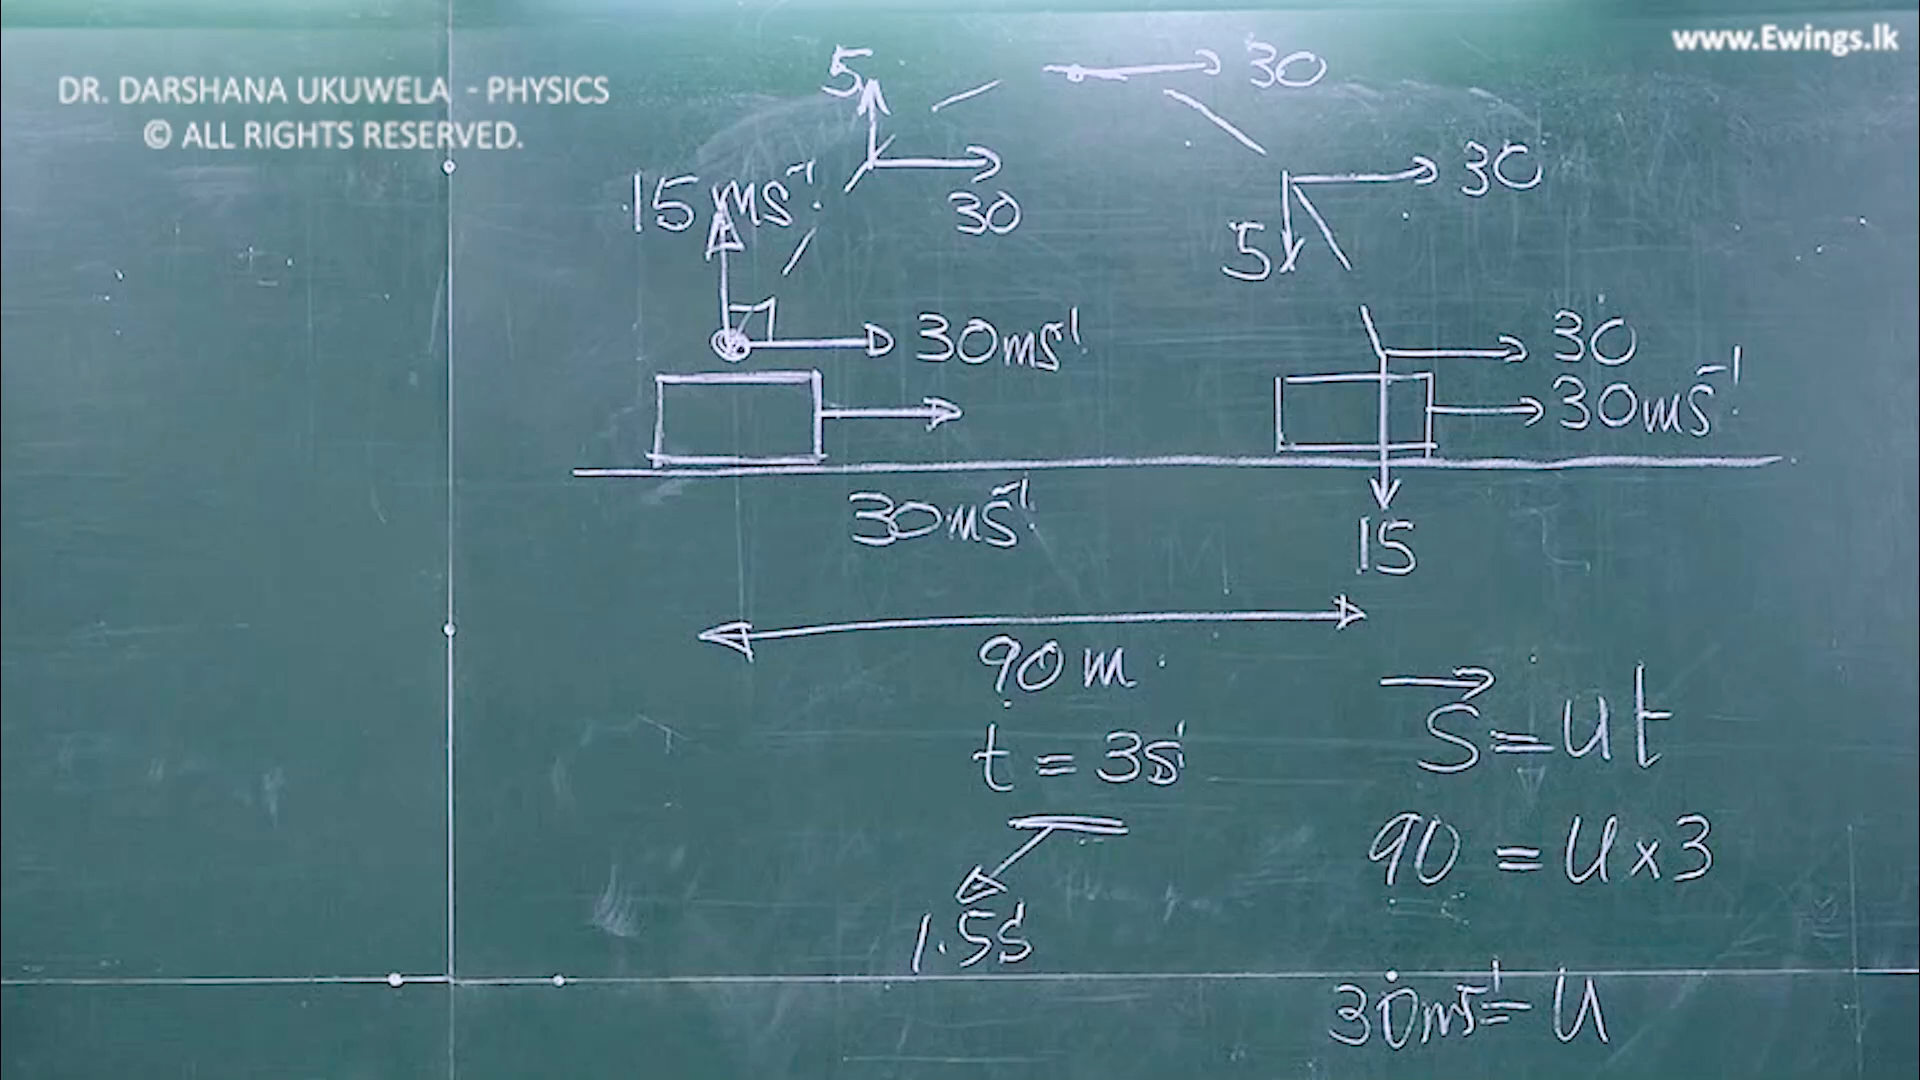 www.Ewings.lk
DR. DARSHANA UKUWELA - PHYSICS
© ALL RIGHTS RESERVED.
5
30
30
15 ms⁻¹
30
5
30 ms⁻¹
30
30 ms⁻¹
30 ms⁻¹
15
90 m
t = 3s
1.5s
S = ut
90 = u x 3
30 ms⁻¹ = u